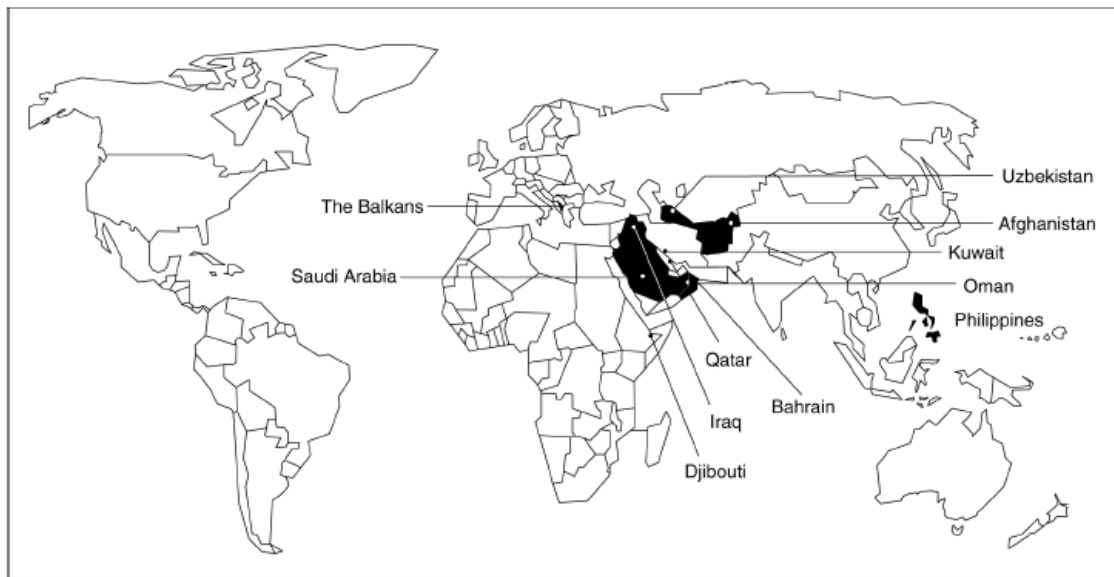 Uzbekistan
The Balkans
Afghanistan
Kuwait
Saudi Arabia
Oman
Philippines
Qatar
Bahrain
Iraq
Djibouti